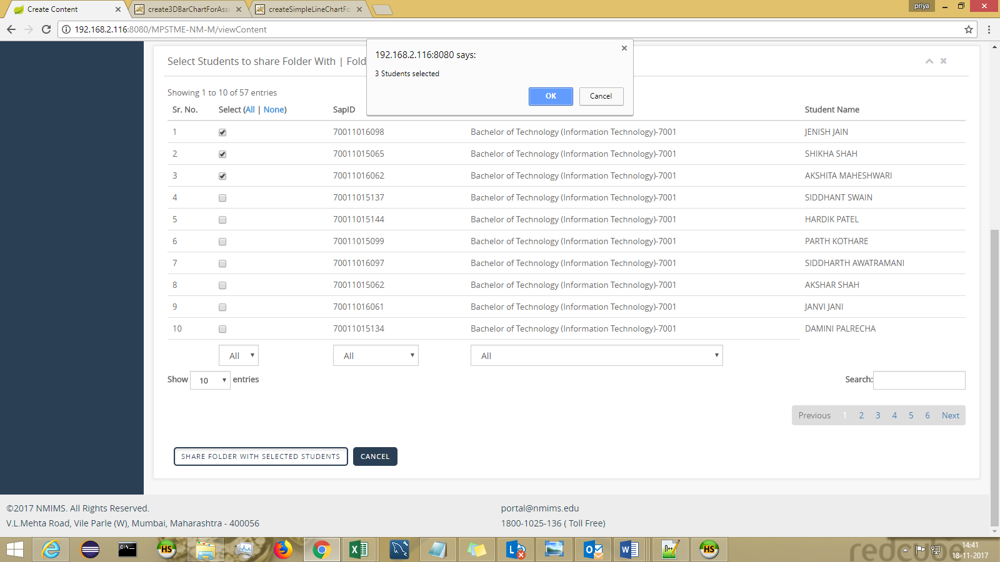 Create Content
create3DBarChartForAssi
createSimpleLineChartFo
priya
192.168.2.116:8080/MPSTME-NM-M/viewContent
192.168.2.116:8080 says:
3 Students selected
OK Cancel
Select Students to share Folder With | Fold
Showing 1 to 10 of 57 entries
Sr. No. Select (All | None) SapID Student Name
1 70011016098 Bachelor of Technology (Information Technology)-7001 JENISH JAIN
2 70011015065 Bachelor of Technology (Information Technology)-7001 SHIKHA SHAH
3 70011016062 Bachelor of Technology (Information Technology)-7001 AKSHITA MAHESHWARI
4 70011015137 Bachelor of Technology (Information Technology)-7001 SIDDHANT SWAIN
5 70011015144 Bachelor of Technology (Information Technology)-7001 HARDIK PATEL
6 70011015099 Bachelor of Technology (Information Technology)-7001 PARTH KOTHARE
7 70011016097 Bachelor of Technology (Information Technology)-7001 SIDDHARTH AWATRAMANI
8 70011015062 Bachelor of Technology (Information Technology)-7001 AKSHAR SHAH
9 70011016061 Bachelor of Technology (Information Technology)-7001 JANVI JANI
10 70011015134 Bachelor of Technology (Information Technology)-7001 DAMINI PALRECHA
All All All
Show 10 entries Search:
Previous 1 2 3 4 5 6 Next
SHARE FOLDER WITH SELECTED STUDENTS CANCEL
©2017 NMIMS. All Rights Reserved. portal@nmims.edu
V.L.Mehta Road, Vile Parle (W), Mumbai, Maharashtra - 400056 1800-1025-136 ( Toll Free)
C:\. HS HS
redcube
14:41
18-11-2017